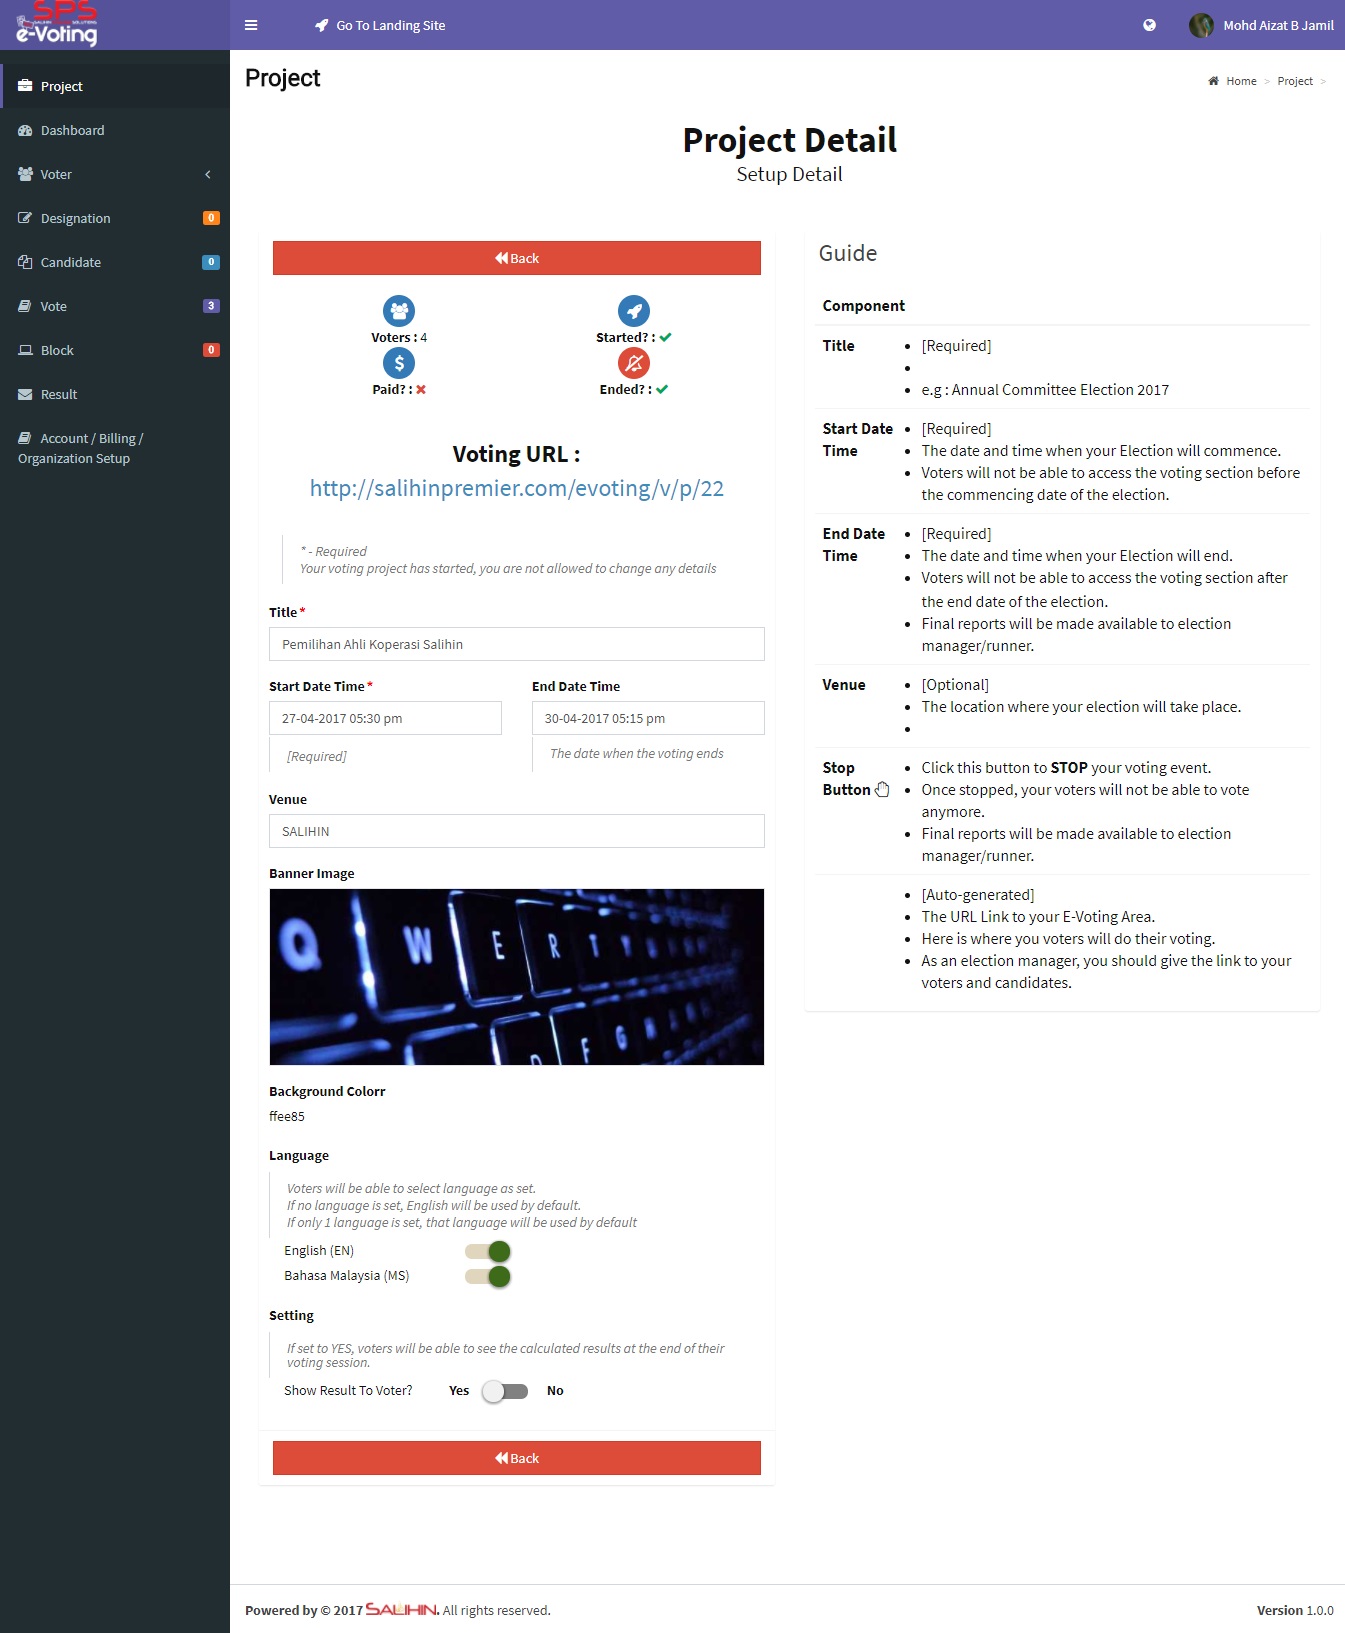 SPS
SALIHIN SOLUTIONS
e-Voting
Go To Landing Site
Mohd Aizat B Jamil
Project
Dashboard
Voter
Designation 0
Candidate 0
Vote 3
Block 0
Result
Account / Billing /
Organization Setup
Project
Home > Project >
Project Detail
Setup Detail
Back
Voters : 4
Started? :
Paid? :
Ended? :
Voting URL :
http://salihinpremier.com/evoting/v/p/22
* - Required
Your voting project has started, you are not allowed to change any details
Title *
Pemilihan Ahli Koperasi Salihin
Start Date Time *
27-04-2017 05:30 pm
[Required]
End Date Time
30-04-2017 05:15 pm
The date when the voting ends
Venue
SALIHIN
Banner Image
Q W E R T Y
D F G
Background Colorr
ffee85
Language
Voters will be able to select language as set.
If no language is set, English will be used by default.
If only 1 language is set, that language will be used by default
English (EN)
Bahasa Malaysia (MS)
Setting
If set to YES, voters will be able to see the calculated results at the end of their
voting session.
Show Result To Voter? Yes No
Back
Guide
Component
Title
[Required]
e.g : Annual Committee Election 2017
Start Date
Time
[Required]
The date and time when your Election will commence.
Voters will not be able to access the voting section before
the commencing date of the election.
End Date
Time
[Required]
The date and time when your Election will end.
Voters will not be able to access the voting section after
the end date of the election.
Final reports will be made available to election
manager/runner.
Venue
[Optional]
The location where your election will take place.
Stop
Button
Click this button to STOP your voting event.
Once stopped, your voters will not be able to vote
anymore.
Final reports will be made available to election
manager/runner.
[Auto-generated]
The URL Link to your E-Voting Area.
Here is where you voters will do their voting.
As an election manager, you should give the link to your
voters and candidates.
Powered by © 2017 SALIHIN. All rights reserved.
Version 1.0.0